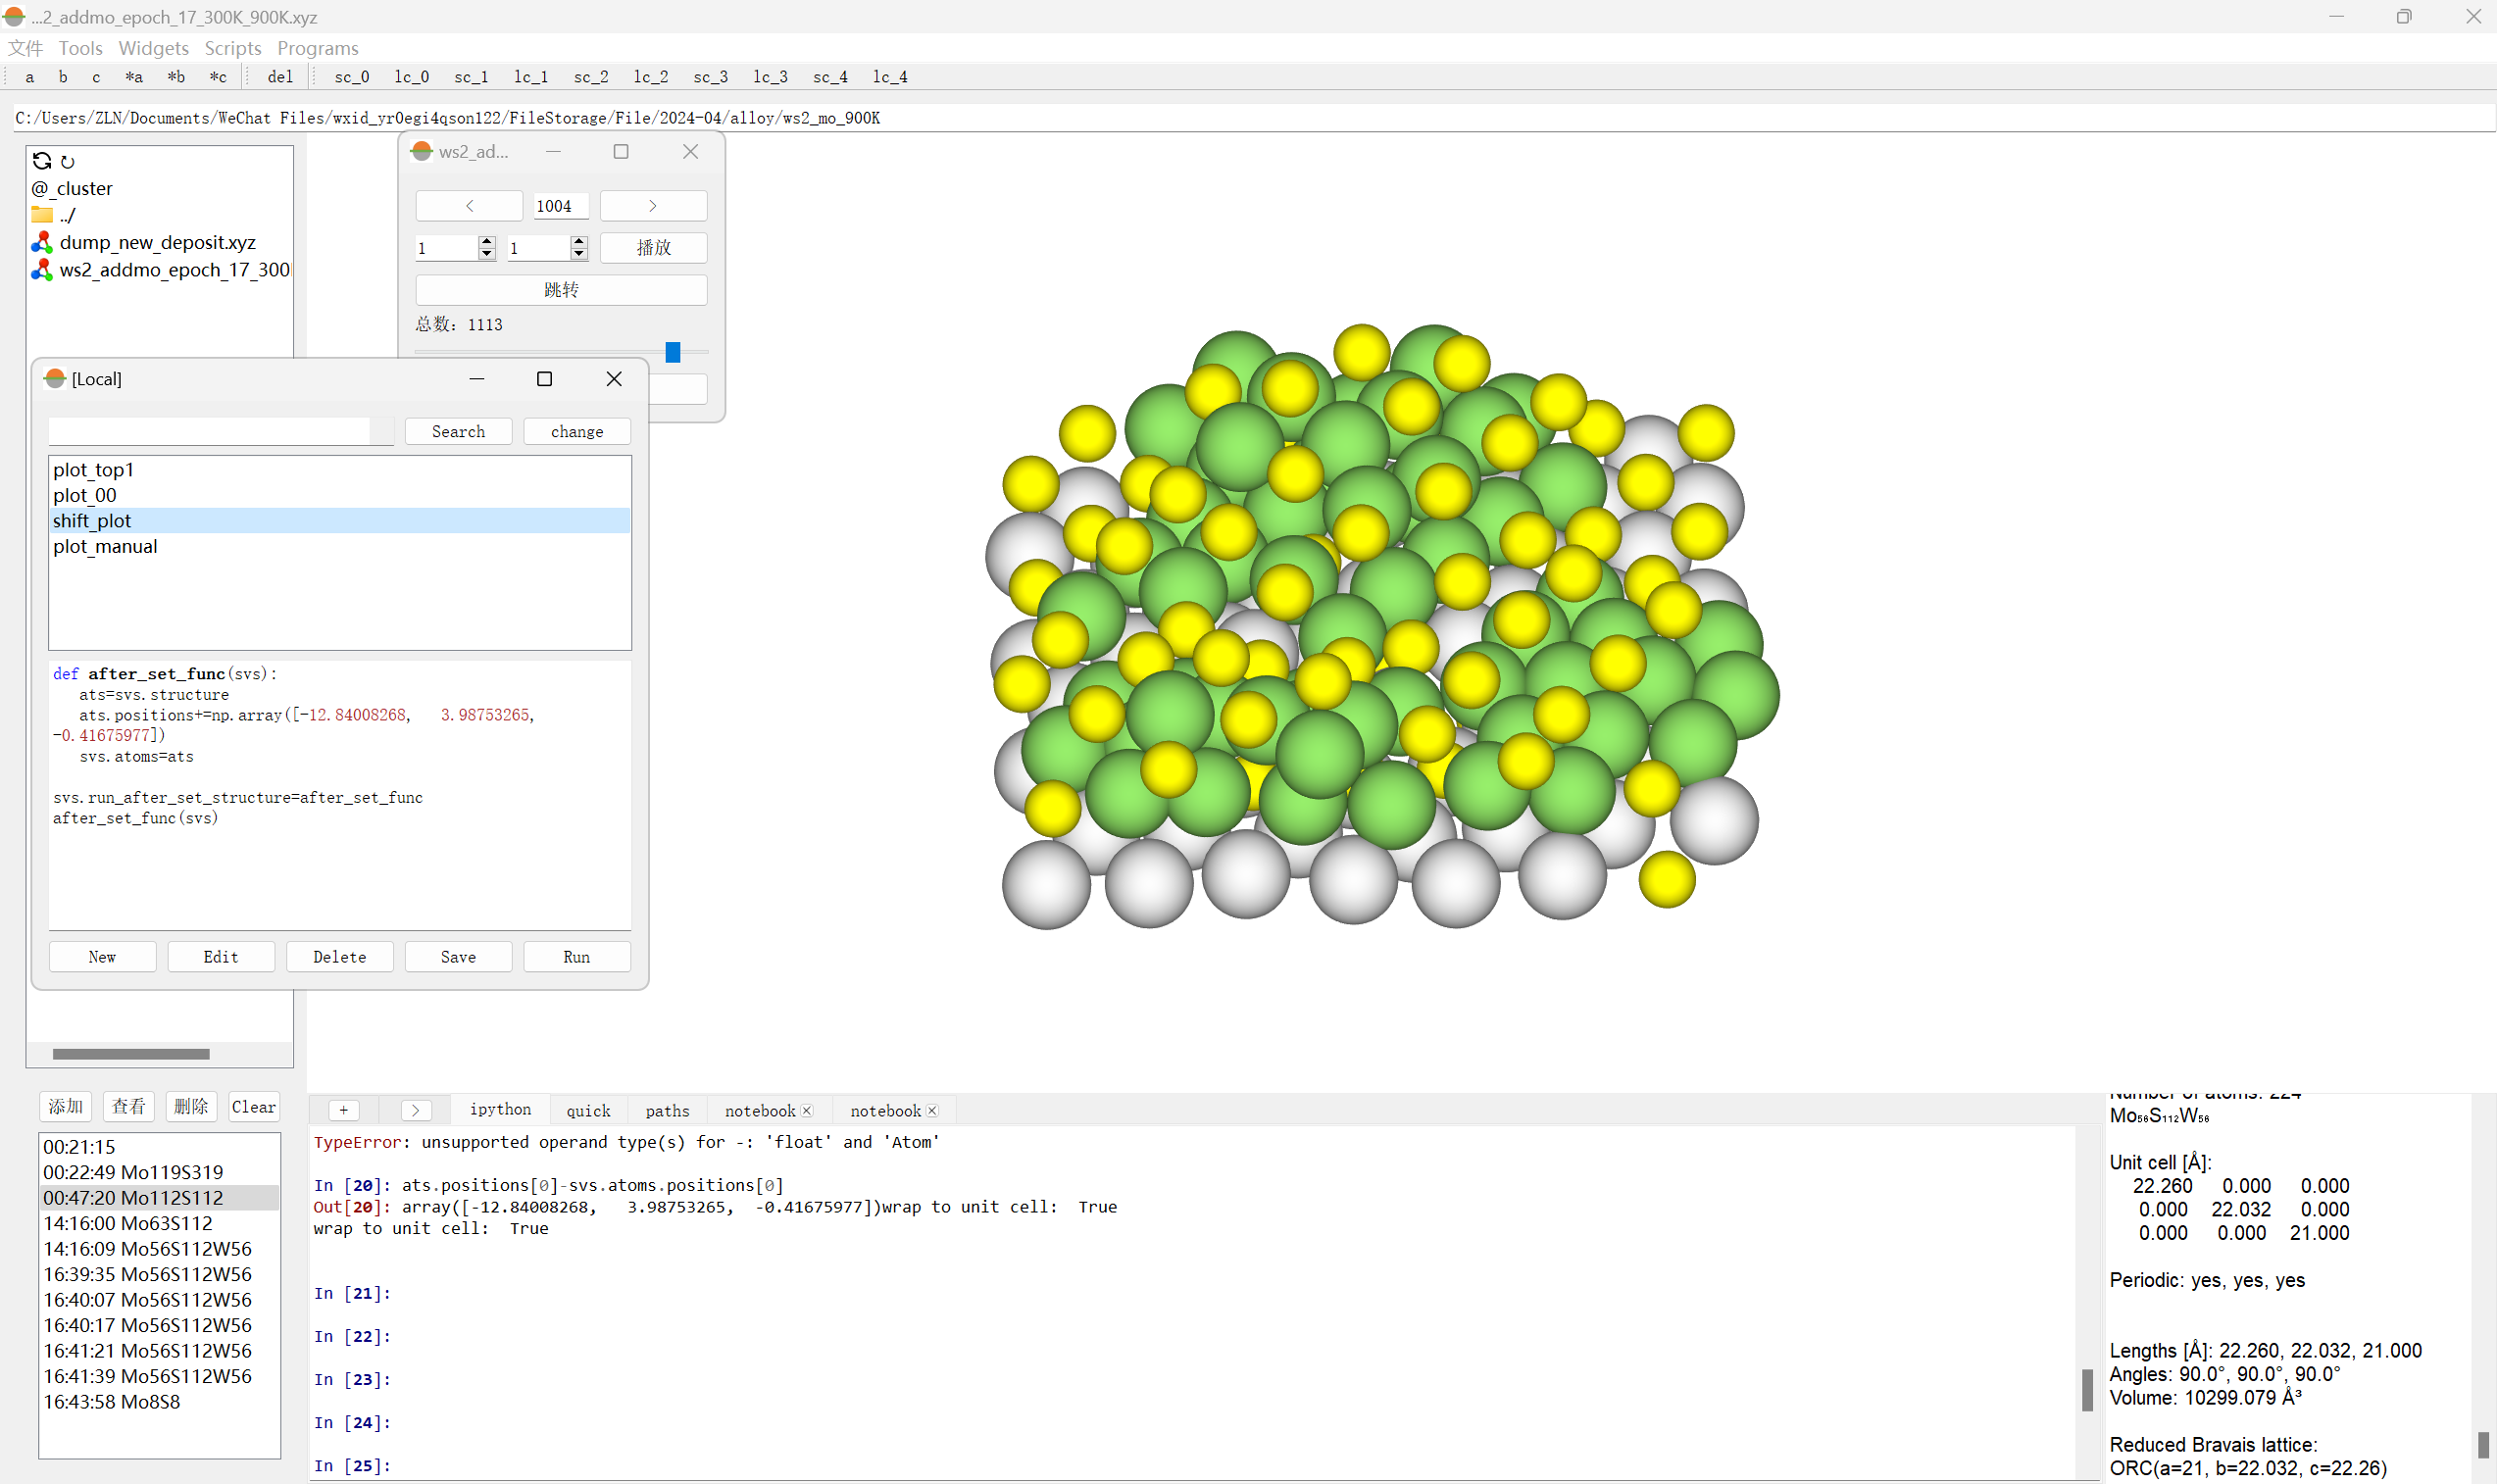 ...2_addmo_epoch_17_300K_900K.xyz
文件 Tools Widgets Scripts Programs
a b c *a *b *c del sc_0 lc_0 sc_1 lc_1 sc_2 lc_2 sc_3 lc_3 sc_4 lc_4
C:/Users/ZLN/Documents/WeChat Files/wxid_yr0egi4qson122/FileStorage/File/2024-04/alloy/ws2_mo_900K
@_cluster
../
dump_new_deposit.xyz
ws2_addmo_epoch_17_300
ws2_ad...
< 1004 >
1 1 播放
跳转
总数: 1113
[Local]
Search change
plot_top1
plot_00
shift_plot
plot_manual
def after_set_func(svs):
ats=svs.structure
ats.positions+=np.array([-12.84008268, 3.98753265,
-0.41675977])
svs.atoms=ats
svs.run_after_set_structure=after_set_func
after_set_func(svs)
New Edit Delete Save Run
添加 查看 删除 Clear
00:21:15
00:22:49 Mo119S319
00:47:20 Mo112S112
14:16:00 Mo63S112
14:16:09 Mo56S112W56
16:39:35 Mo56S112W56
16:40:07 Mo56S112W56
16:40:17 Mo56S112W56
16:41:21 Mo56S112W56
16:41:39 Mo56S112W56
16:43:58 Mo8S8
+ > ipython quick paths notebook notebook
TypeError: unsupported operand type(s) for -: 'float' and 'Atom'
In [20]: ats.positions[0]-svs.atoms.positions[0]
Out[20]: array([-12.84008268, 3.98753265, -0.41675977])wrap to unit cell: True
wrap to unit cell: True
In [21]:
In [22]:
In [23]:
In [24]:
In [25]:
Number of atoms: 224
Mo₅₆S₁₁₂W₅₆
Unit cell [Å]:
22.260 0.000 0.000
0.000 22.032 0.000
0.000 0.000 21.000
Periodic: yes, yes, yes
Lengths [Å]: 22.260, 22.032, 21.000
Angles: 90.0°, 90.0°, 90.0°
Volume: 10299.079 Å³
Reduced Bravais lattice:
ORC(a=21, b=22.032, c=22.26)